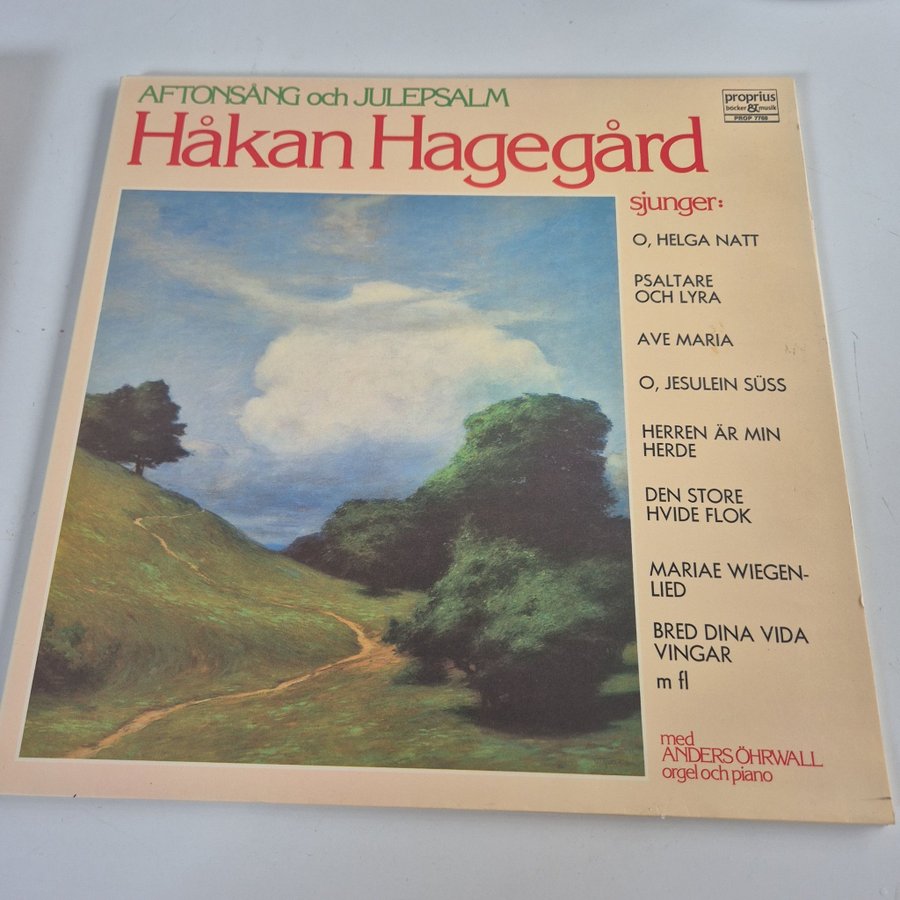 AFTONSÅNG och JULEPSALM
Håkan Hagegård
proprius
böcker & musik
PROP 7768
sjunger:
O, HELGA NATT
PSALTARE
OCH LYRA
AVE MARIA
O, JESULEIN SÜSS
HERREN ÄR MIN
HERDE
DEN STORE
HVIDE FLOK
MARIAE WIEGEN-
LIED
BRED DINA VIDA
VINGAR
m fl
med
ANDERS ÖHRWALL
orgel och piano